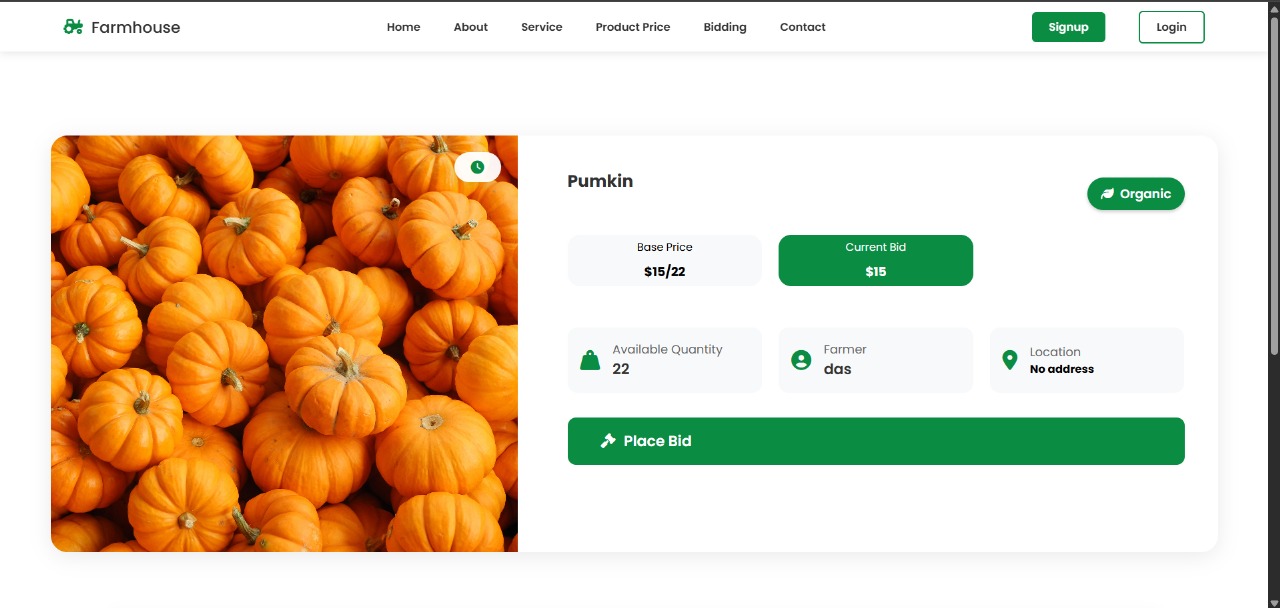 Farmhouse
Home About Service Product Price Bidding Contact
Signup Login
Pumkin
Organic
Base Price
$15/22
Current Bid
$15
Available Quantity
22
Farmer
das
Location
No address
Place Bid